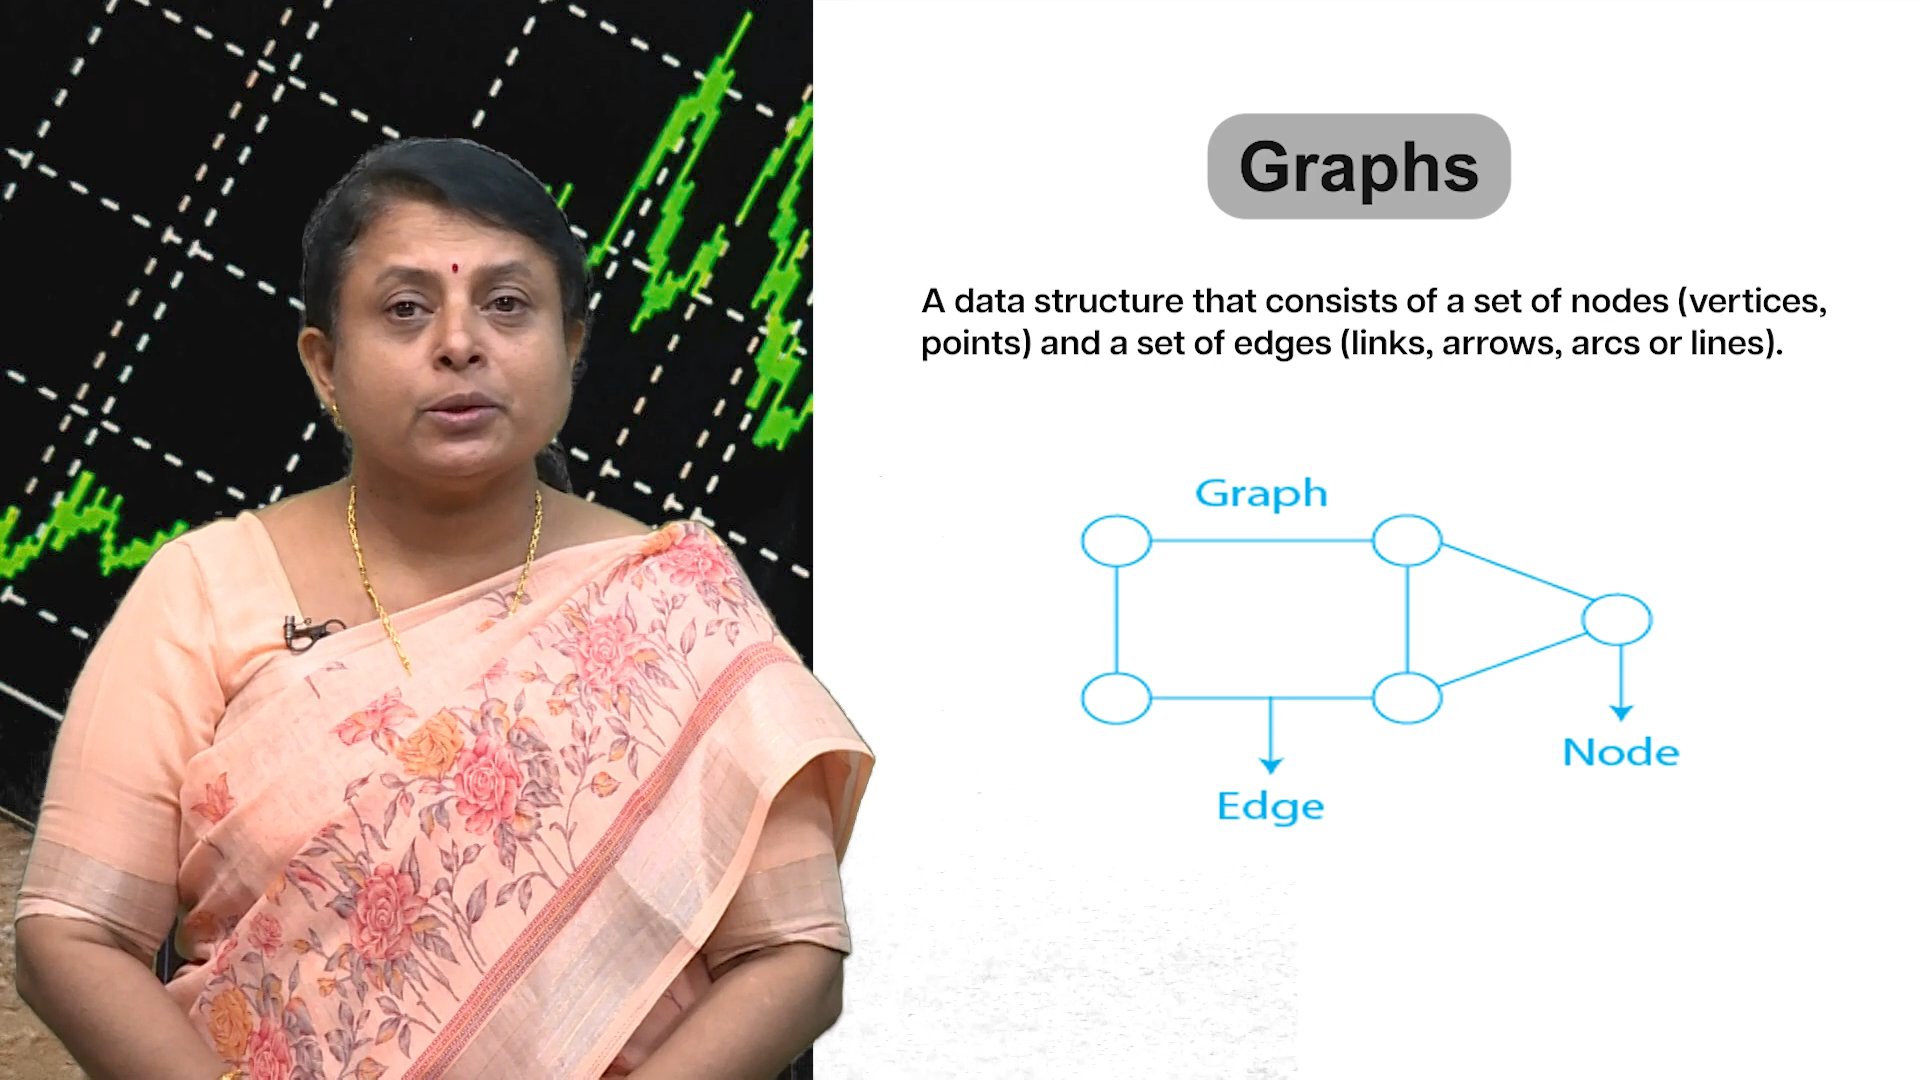 Graphs
A data structure that consists of a set of nodes (vertices,
points) and a set of edges (links, arrows, arcs or lines).
Graph
Node
Edge